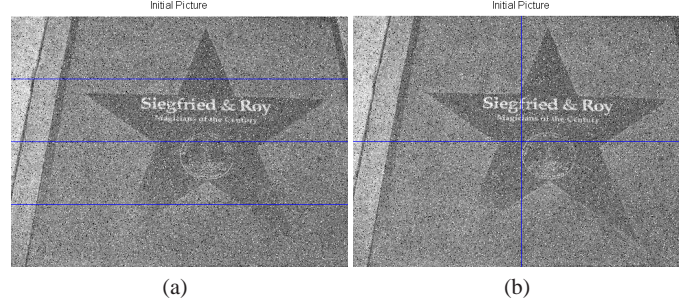 Initial Picture
Initial Picture
Siegfried & Roy
Magicians of the Century
Siegfried & Roy
Magicians of the Century
(a)
(b)